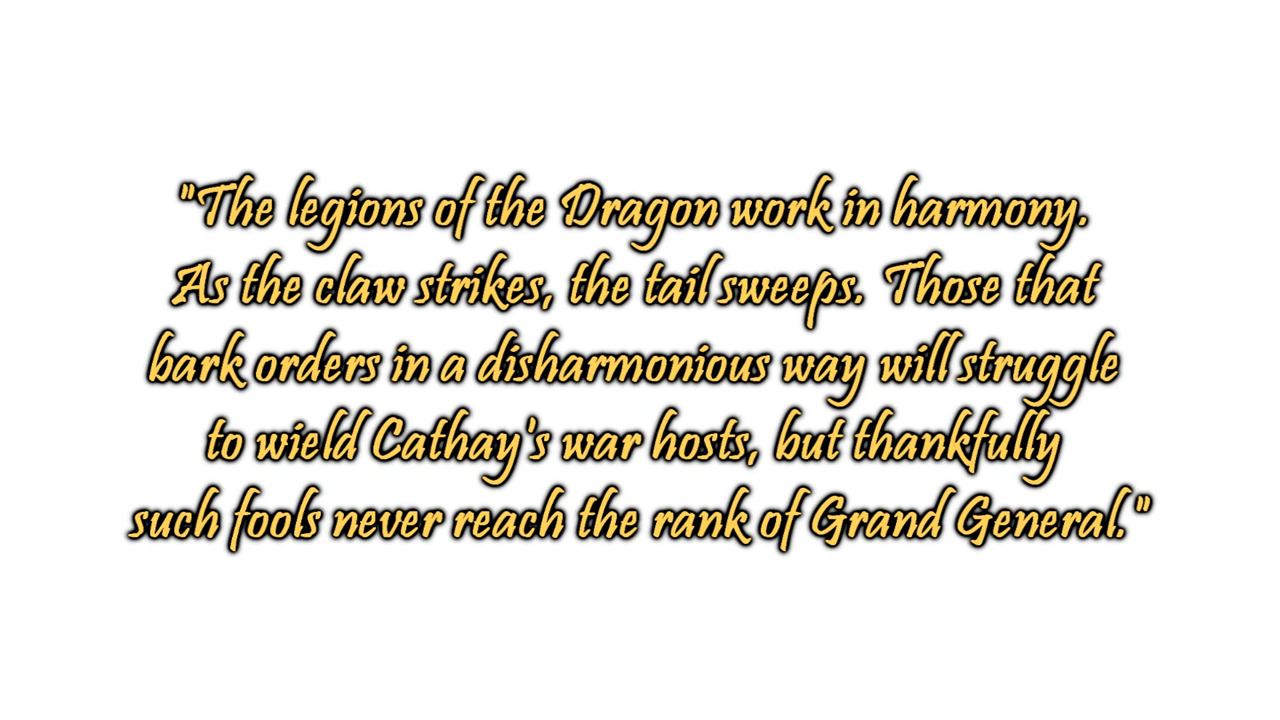 "The legions of the Dragon work in harmony.
As the claw strikes, the tail sweeps. Those that
bark orders in a disharmonious way will struggle
to wield Cathay's war hosts, but thankfully
such fools never reach the rank of Grand General."